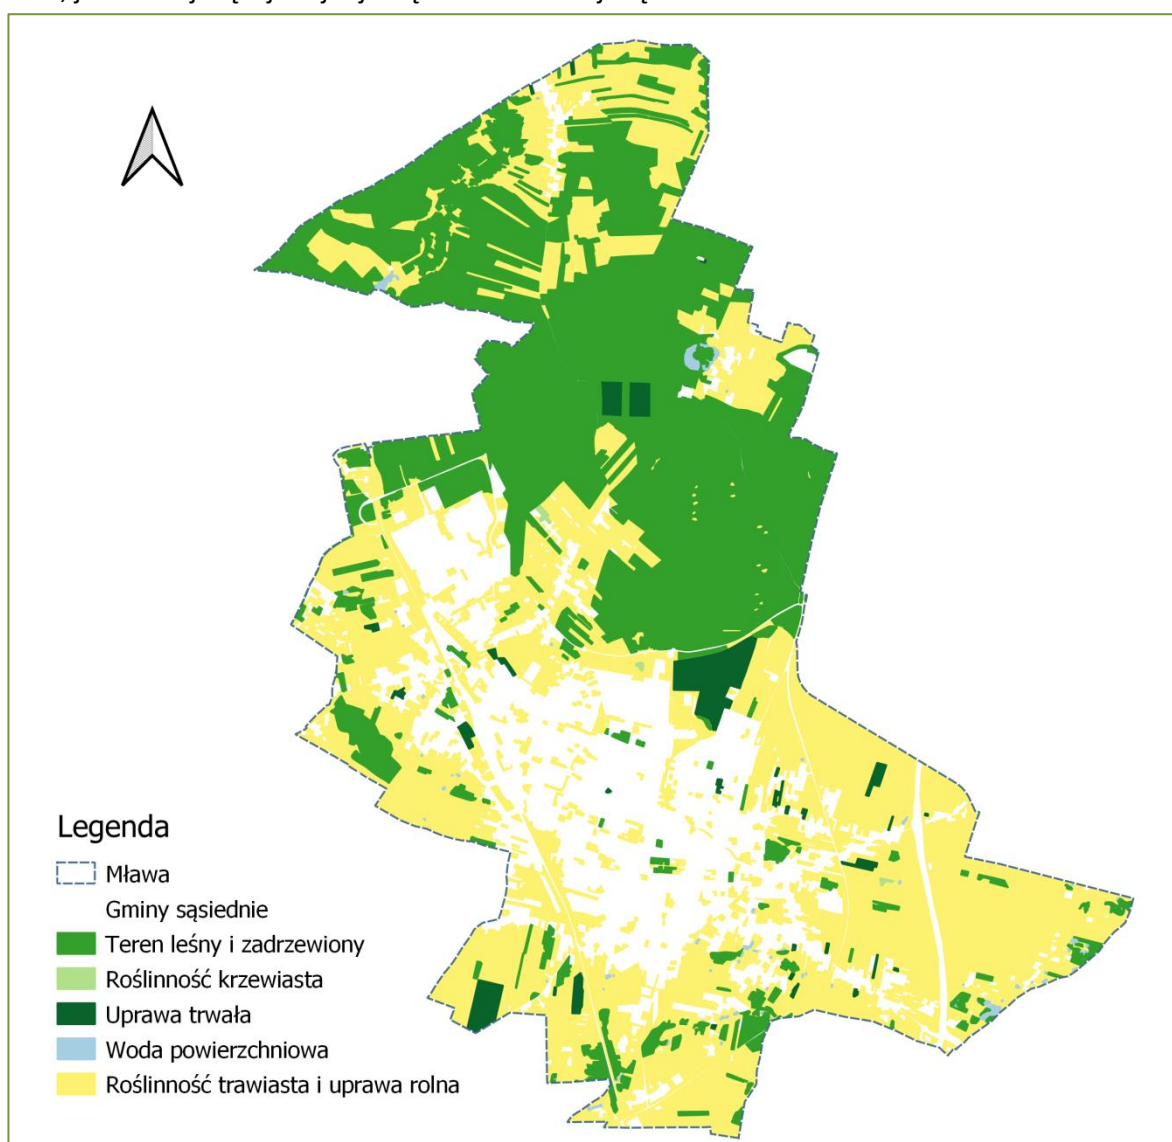 Legenda
Mława
Gminy sąsiednie
Teren leśny i zadrzewiony
Roślinność krzewiasta
Uprawa trwała
Woda powierzchniowa
Roślinność trawiasta i uprawa rolna